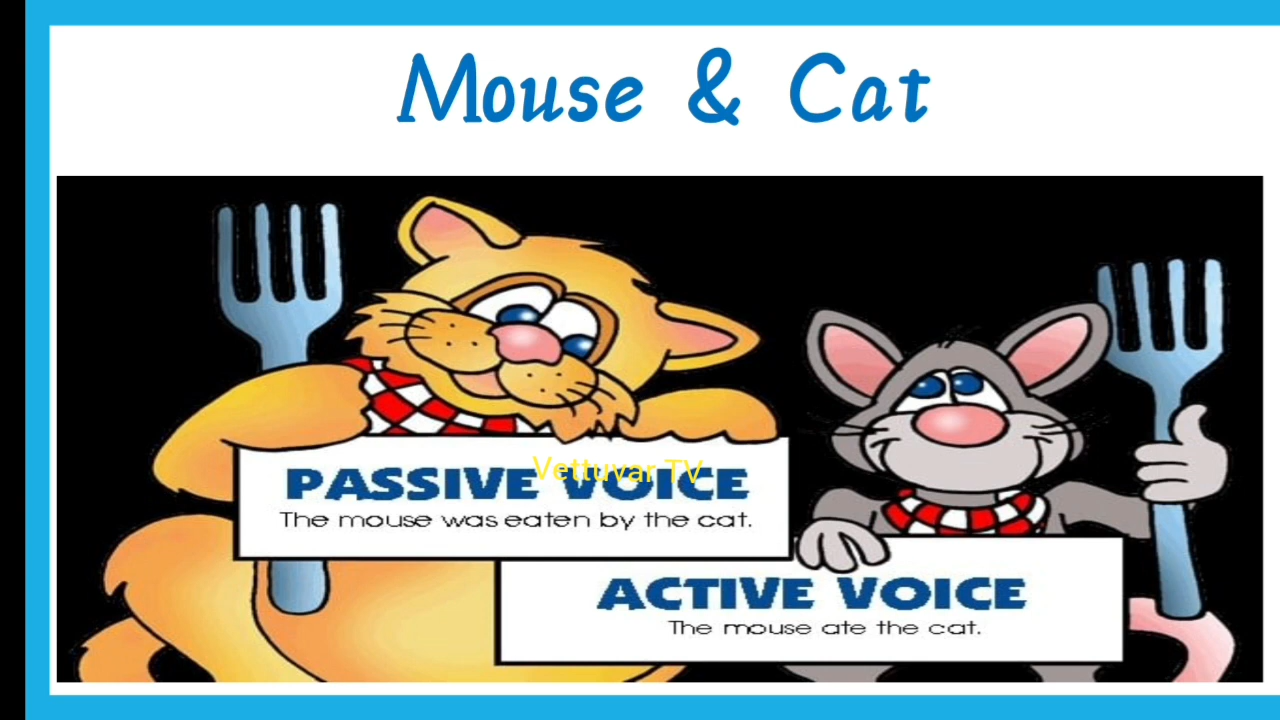 Mouse & Cat
PASSIVE VOICE
Vettuvar TV
The mouse was eaten by the cat.
ACTIVE VOICE
The mouse ate the cat.